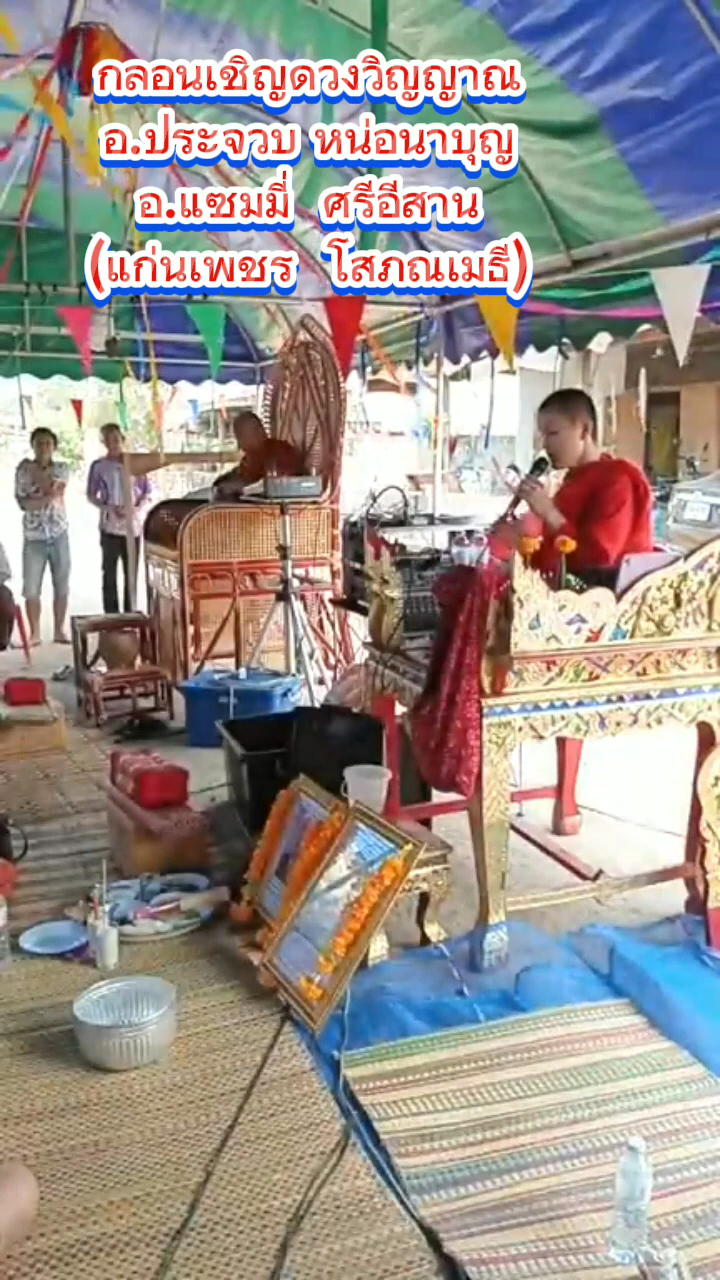 กลอนเชิญดวงวิญญาณ
อ.ประจวบ หน่อนาบุญ
อ.แซมมี่ ศรีอีสาน
(แก่นเพชร โสภณเมธี)